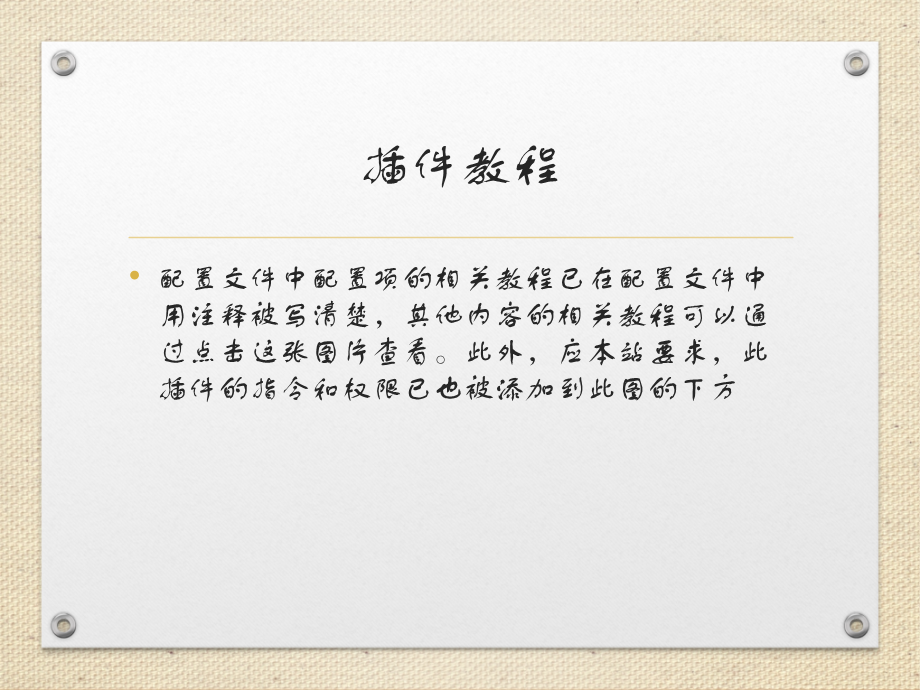 插件教程
• 配置文件中配置项的相关教程已在配置文件中
用注释被写清楚，其他内容的相关教程可以通
过点击这张图片查看。此外，应本站要求，此
插件的指令和权限已也被添加到此图的下方